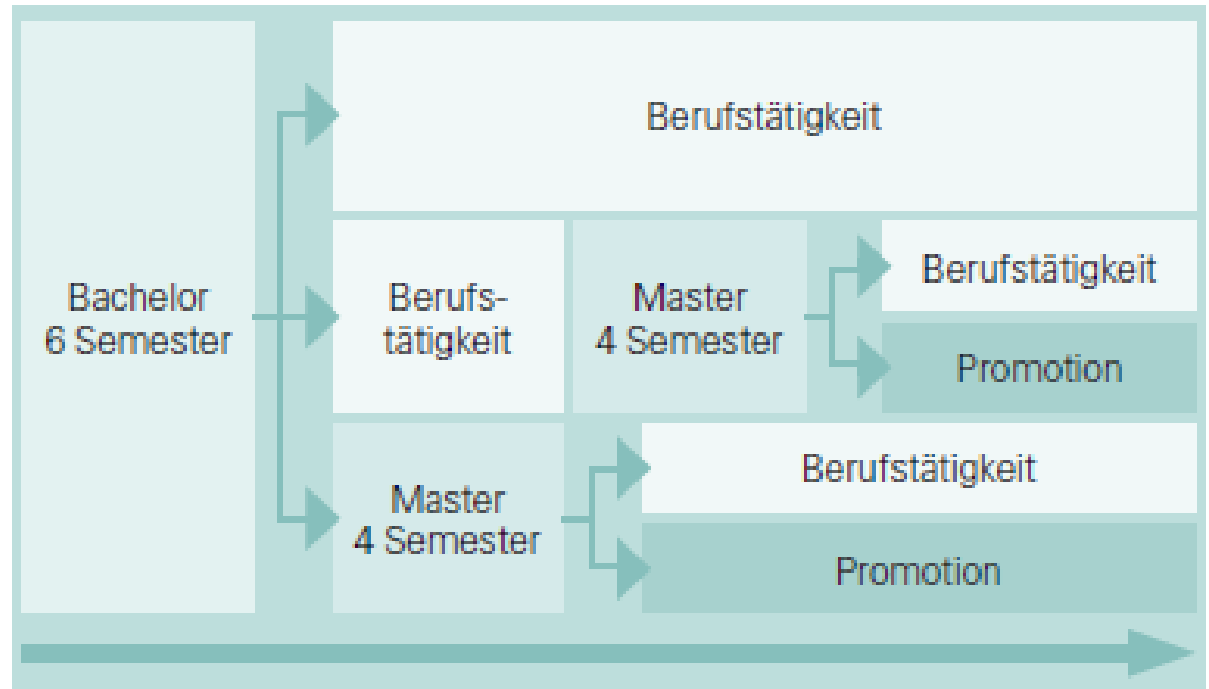 Berufstätigkeit
Bachelor
6 Semester
Berufs-
tätigkeit
Master
4 Semester
Berufstätigkeit
Promotion
Master
4 Semester
Berufstätigkeit
Promotion